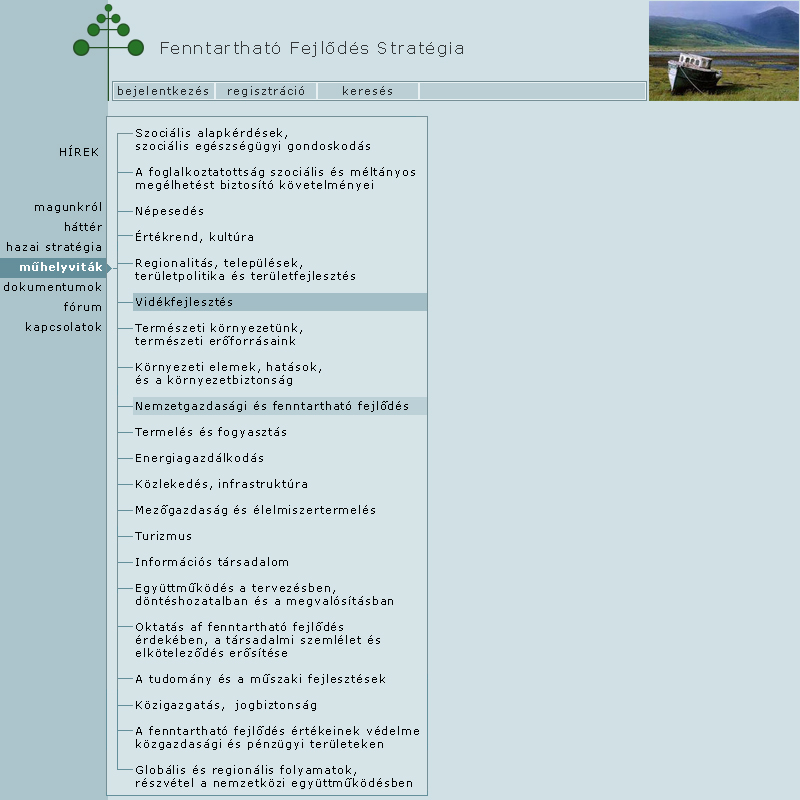 Fenntartható Fejlődés Stratégia
bejelentkezés
regisztráció
keresés
HÍREK
magunkról
háttér
hazai stratégia
műhelyviták
dokumentumok
fórum
kapcsolatok
Szociális alapkérdések,
szociális egészségügyi gondoskodás
A foglalkoztatottság szociális és méltányos
megélhetést biztosító követelményei
Népesedés
Értékrend, kultúra
Regionalitás, települések,
területpolitika és területfejlesztés
Vidékfejlesztés
Természeti környezetünk,
természeti erőforrásaink
Környezeti elemek, hatások,
és a környezetbiztonság
Nemzetgazdasági és fenntartható fejlődés
Termelés és fogyasztás
Energiagazdálkodás
Közlekedés, infrastruktúra
Mezőgazdaság és élelmiszertermelés
Turizmus
Információs társadalom
Együttműködés a tervezésben,
döntéshozatalban és a megvalósításban
Oktatás af fenntartható fejlődés
érdekében, a társadalmi szemlélet és
elköteleződés erősítése
A tudomány és a műszaki fejlesztések
Közigazgatás, jogbiztonság
A fenntartható fejlődés értékeinek védelme
közgazdasági és pénzügyi területeken
Globális és regionális folyamatok,
részvétel a nemzetközi együttműködésben